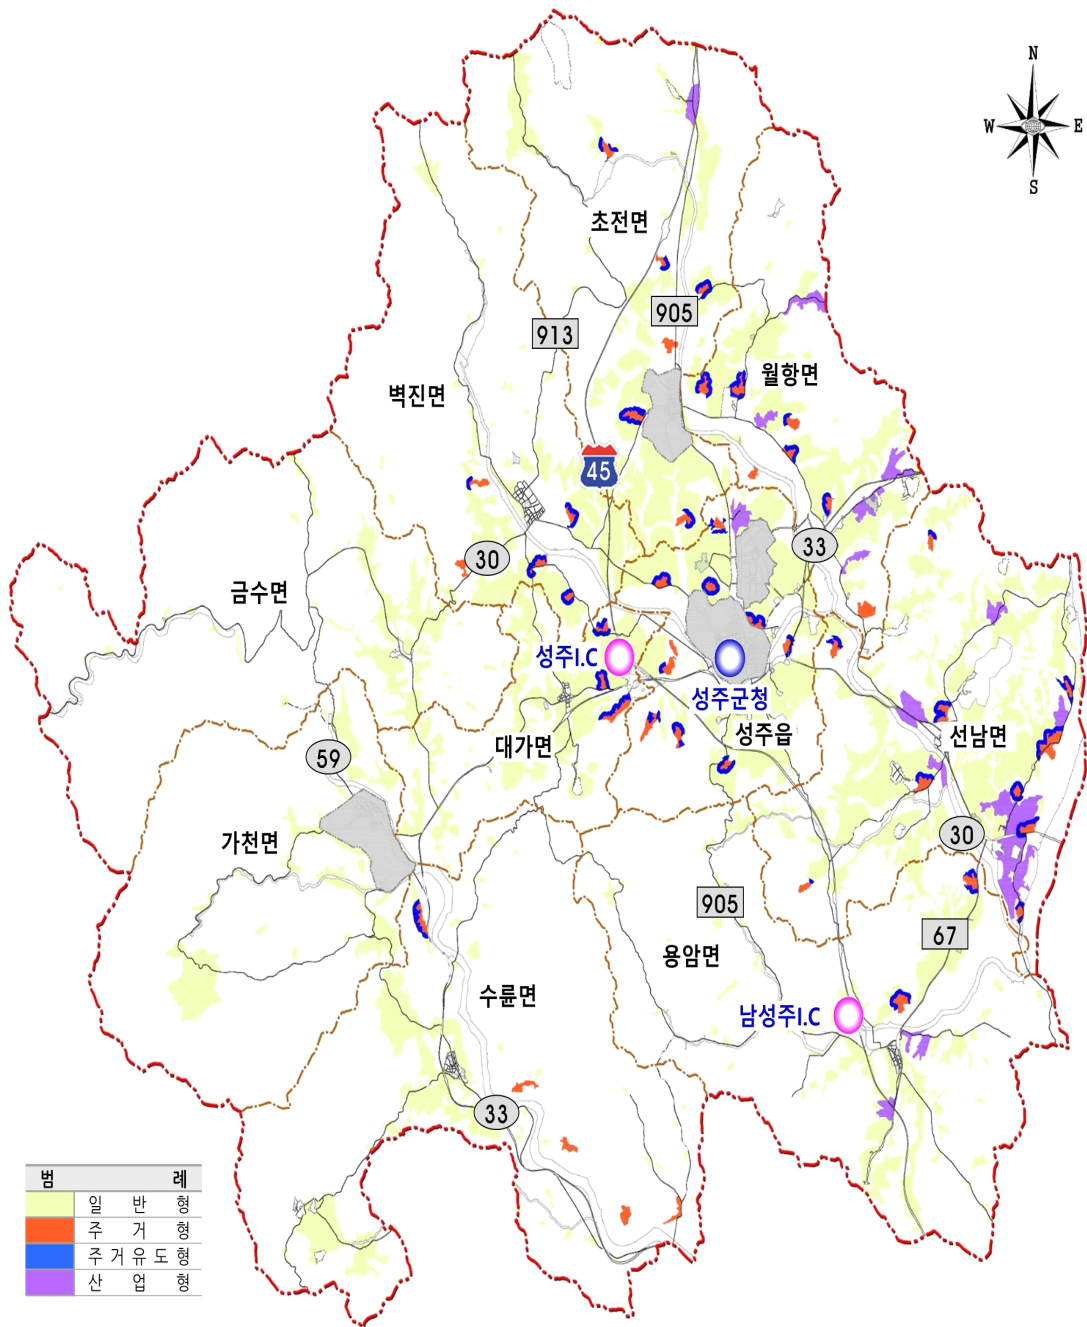 N
W E
S
초전면
905
913
월항면
벽진면
45
33
30
금수면
성주I.C
성주군청
성주읍
선남면
대가면
59
가천면
30
905
67
용암면
수륜면
남성주I.C
33
범 례
일 반 형
주 거 형
주거유도형
산 업 형